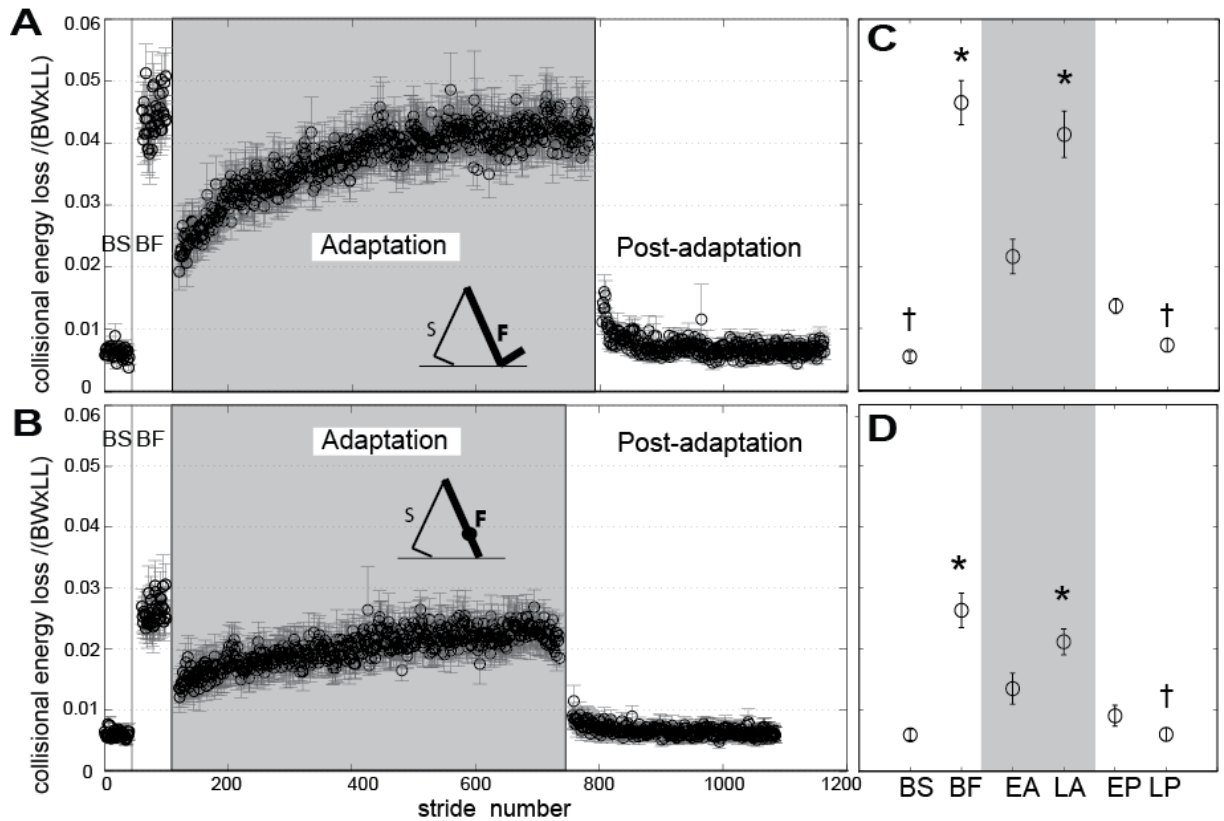 A
collisional energy loss /(BWxLL)
0.06
0.05
0.04
0.03
0.02
0.01
0
BS BF
Adaptation
Post-adaptation
S F
C
*
*
†
†
B
collisional energy loss /(BWxLL)
0.06
0.05
0.04
0.03
0.02
0.01
0
BS BF
Adaptation
Post-adaptation
S F
0 200 400 600 800 1000 1200
stride number
D
*
*
†
BS BF EA LA EP LP